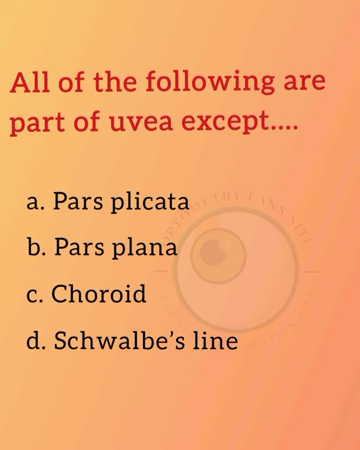 All of the following are
part of uvea except....
a. Pars plicata
b. Pars plana
c. Choroid
d. Schwalbe's line